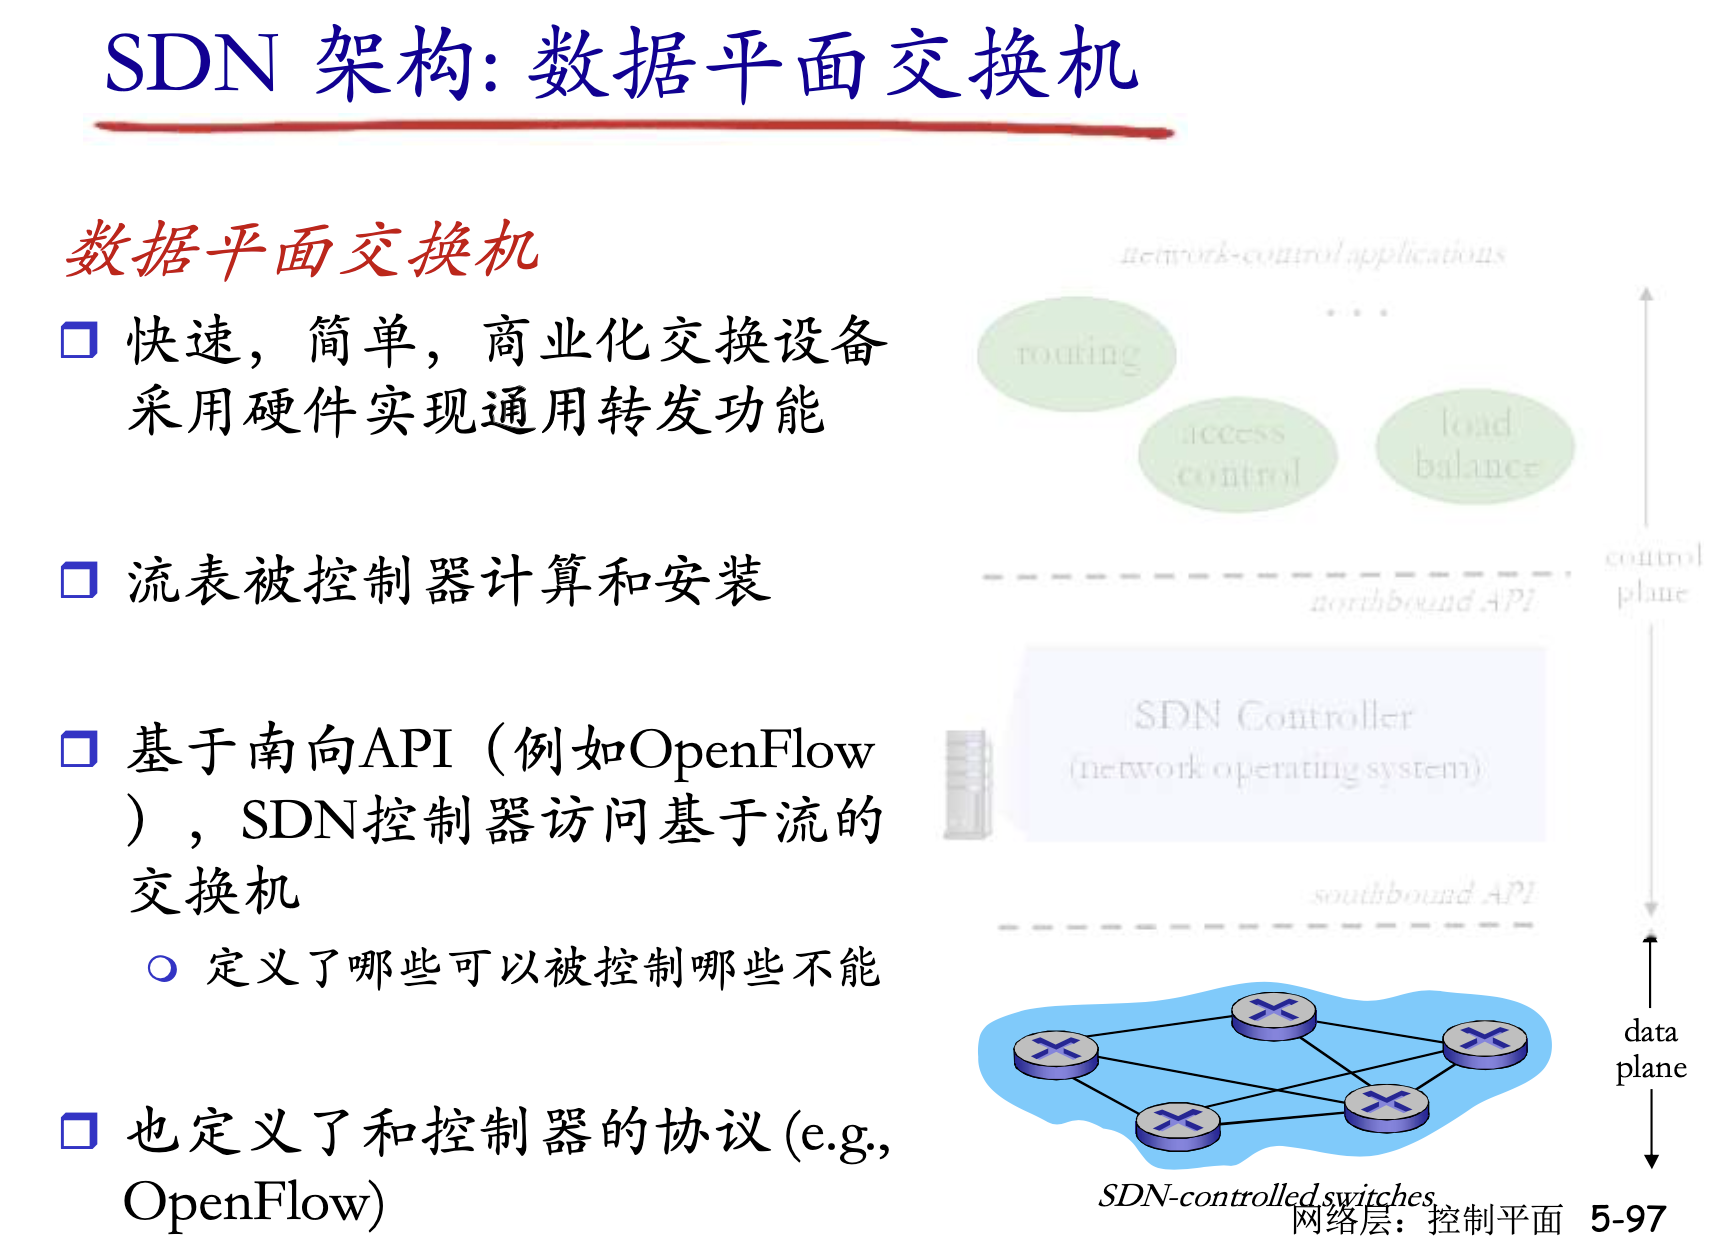 SDN 架构: 数据平面交换机
数据平面交换机
快速，简单，商业化交换设备
采用硬件实现通用转发功能
流表被控制器计算和安装
基于南向API（例如OpenFlow
），SDN控制器访问基于流的
交换机
定义了哪些可以被控制哪些不能
也定义了和控制器的协议 (e.g.,
OpenFlow)
network-control applications
...
routing
access
control
load
balance
control
plane
northbound API
SDN Controller
(network operating system)
southbound API
data
plane
SDN-controlled switches
网络层：控制平面 5-97